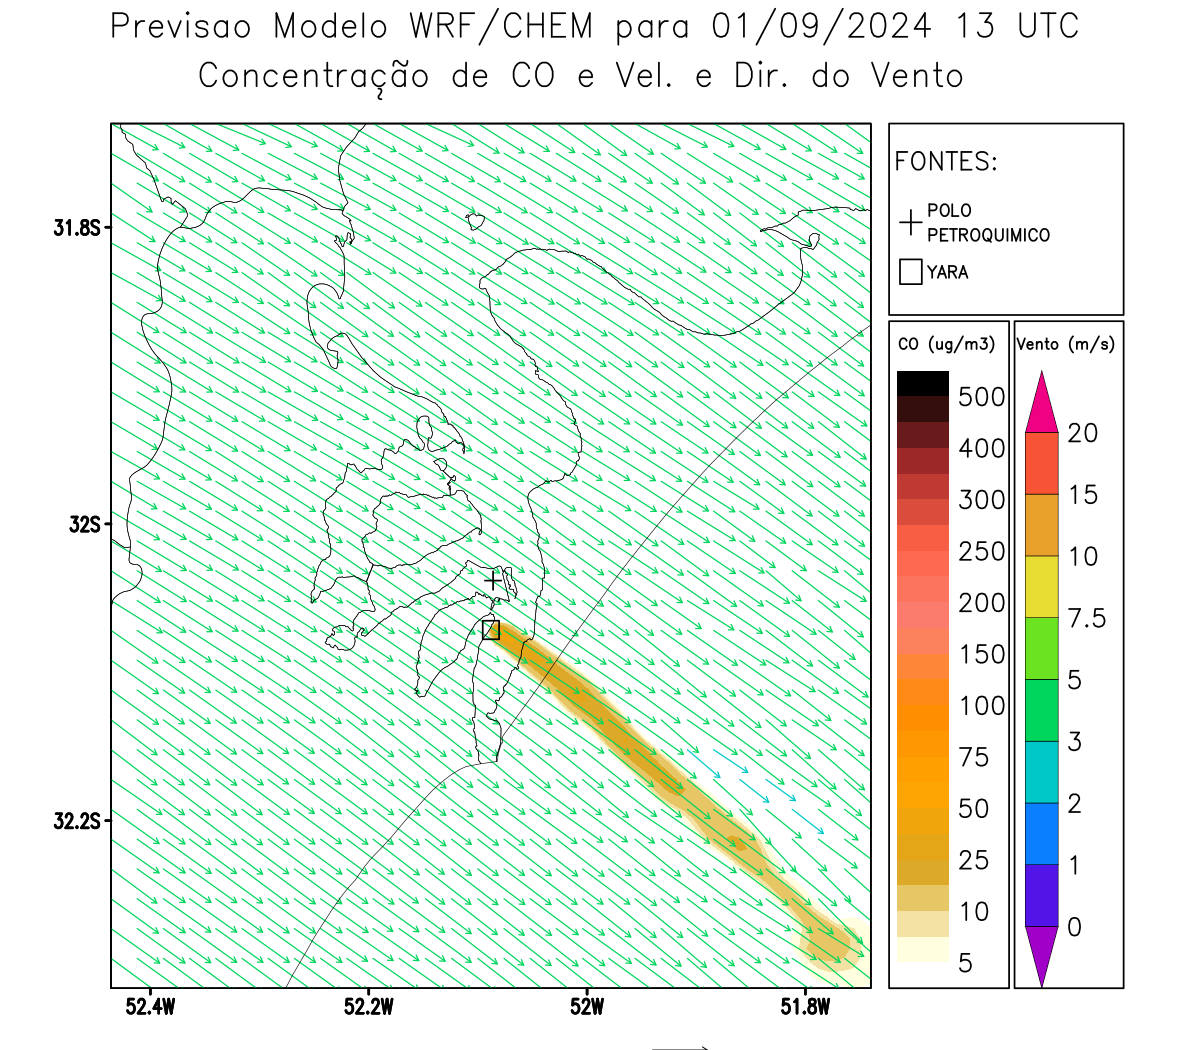 Previsao Modelo WRF/CHEM para 01/09/2024 13 UTC
Concentração de CO e Vel. e Dir. do Vento
FONTES:
POLO
PETROQUIMICO
YARA
31.8S
32S
32.2S
52.4W
52.2W
52W
51.8W
CO (ug/m3)
500
400
300
250
200
150
100
75
50
25
10
5
Vento (m/s)
20
15
10
7.5
5
3
2
1
0